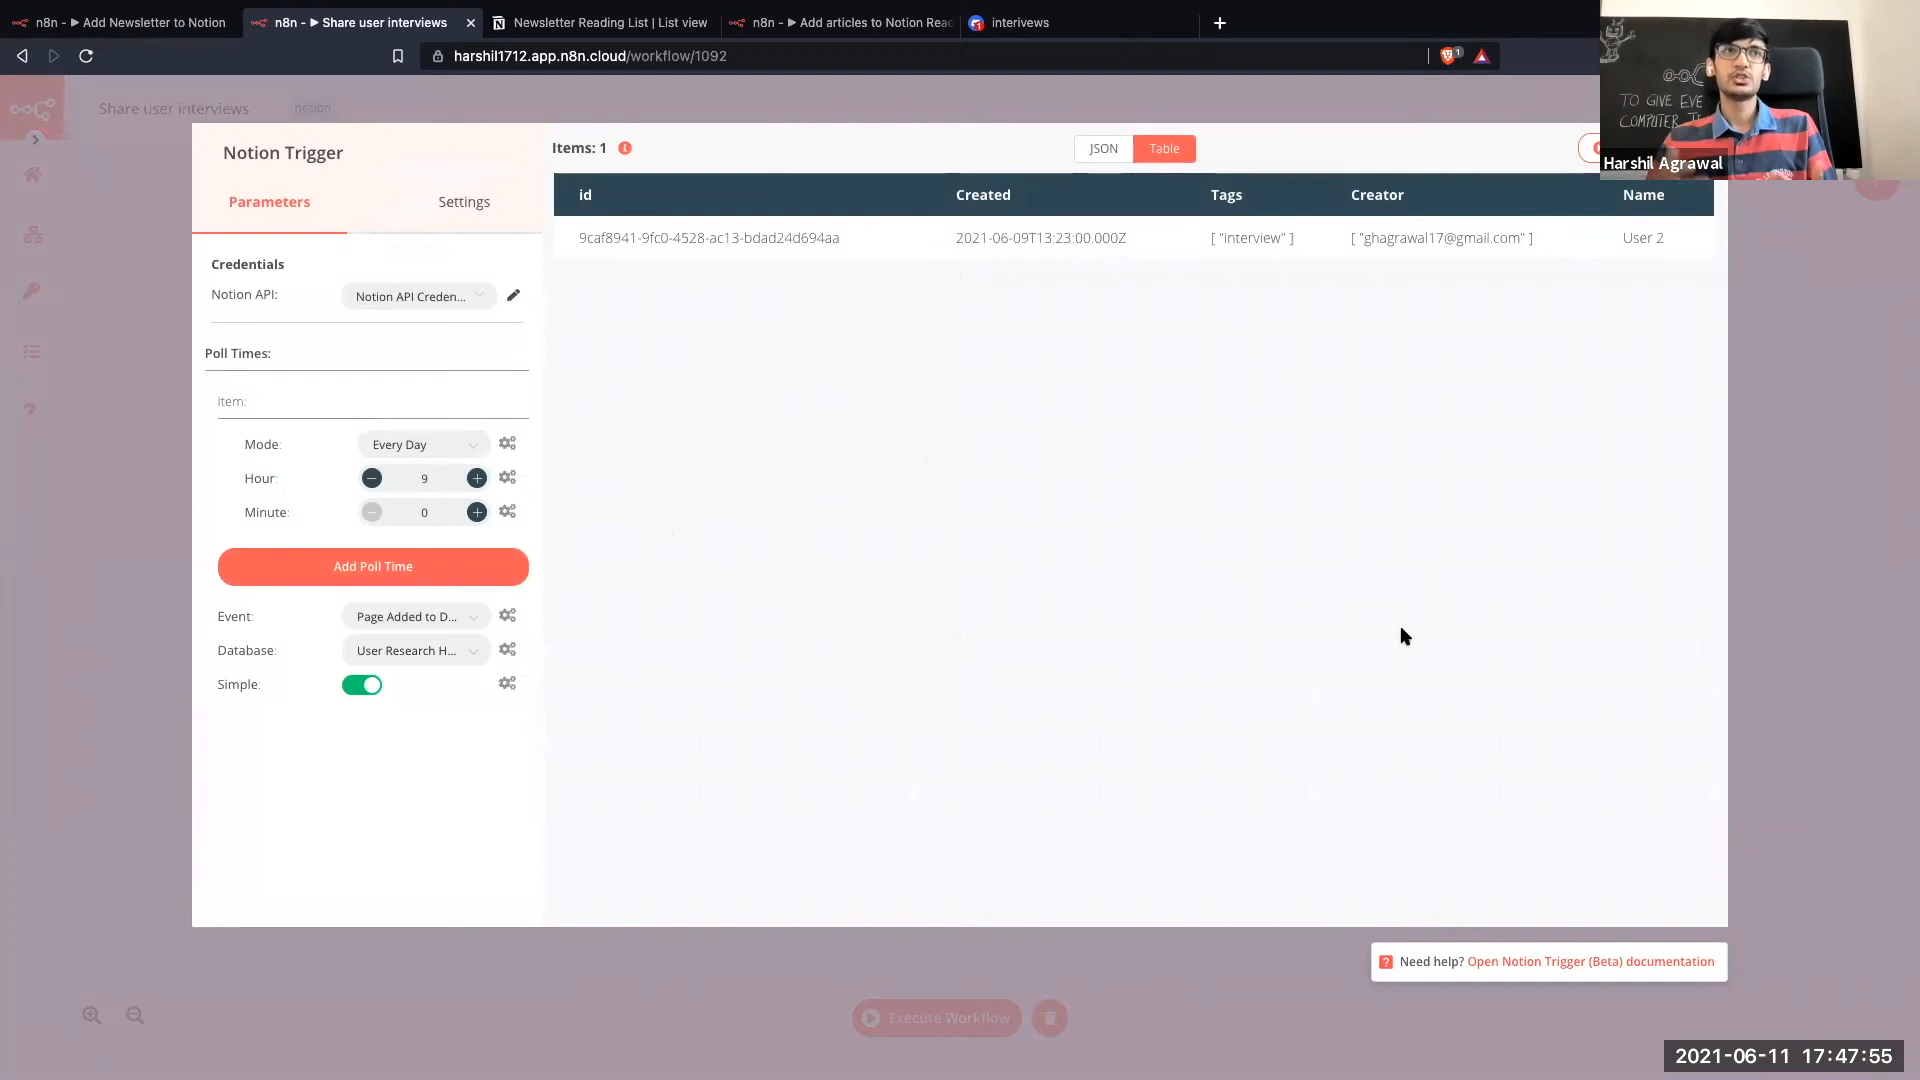 n8n - ▶ Add Newsletter to Notion
n8n - ▶ Share user interviews
Newsletter Reading List | List view
n8n - ▶ Add articles to Notion Rea
interivews
harshil1712.app.n8n.cloud/workflow/1092
1
Share user interviews
notion
TO GIVE EVE
COMPUTER
Harshil Agrawal
Notion Trigger
Parameters
Settings
Credentials
Notion API:
Notion API Creden...
Poll Times:
Item:
Mode:
Every Day
Hour:
9
Minute:
0
Add Poll Time
Event:
Page Added to D...
Database:
User Research H...
Simple:
Items: 1
JSON
Table
id Created Tags Creator Name
9caf8941-9fc0-4528-ac13-bdad24d694aa 2021-06-09T13:23:00.000Z [ "interview" ] [ "ghagrawal17@gmail.com" ] User 2
Need help? Open Notion Trigger (Beta) documentation
Execute Workflow
2021-06-11 17:47:55